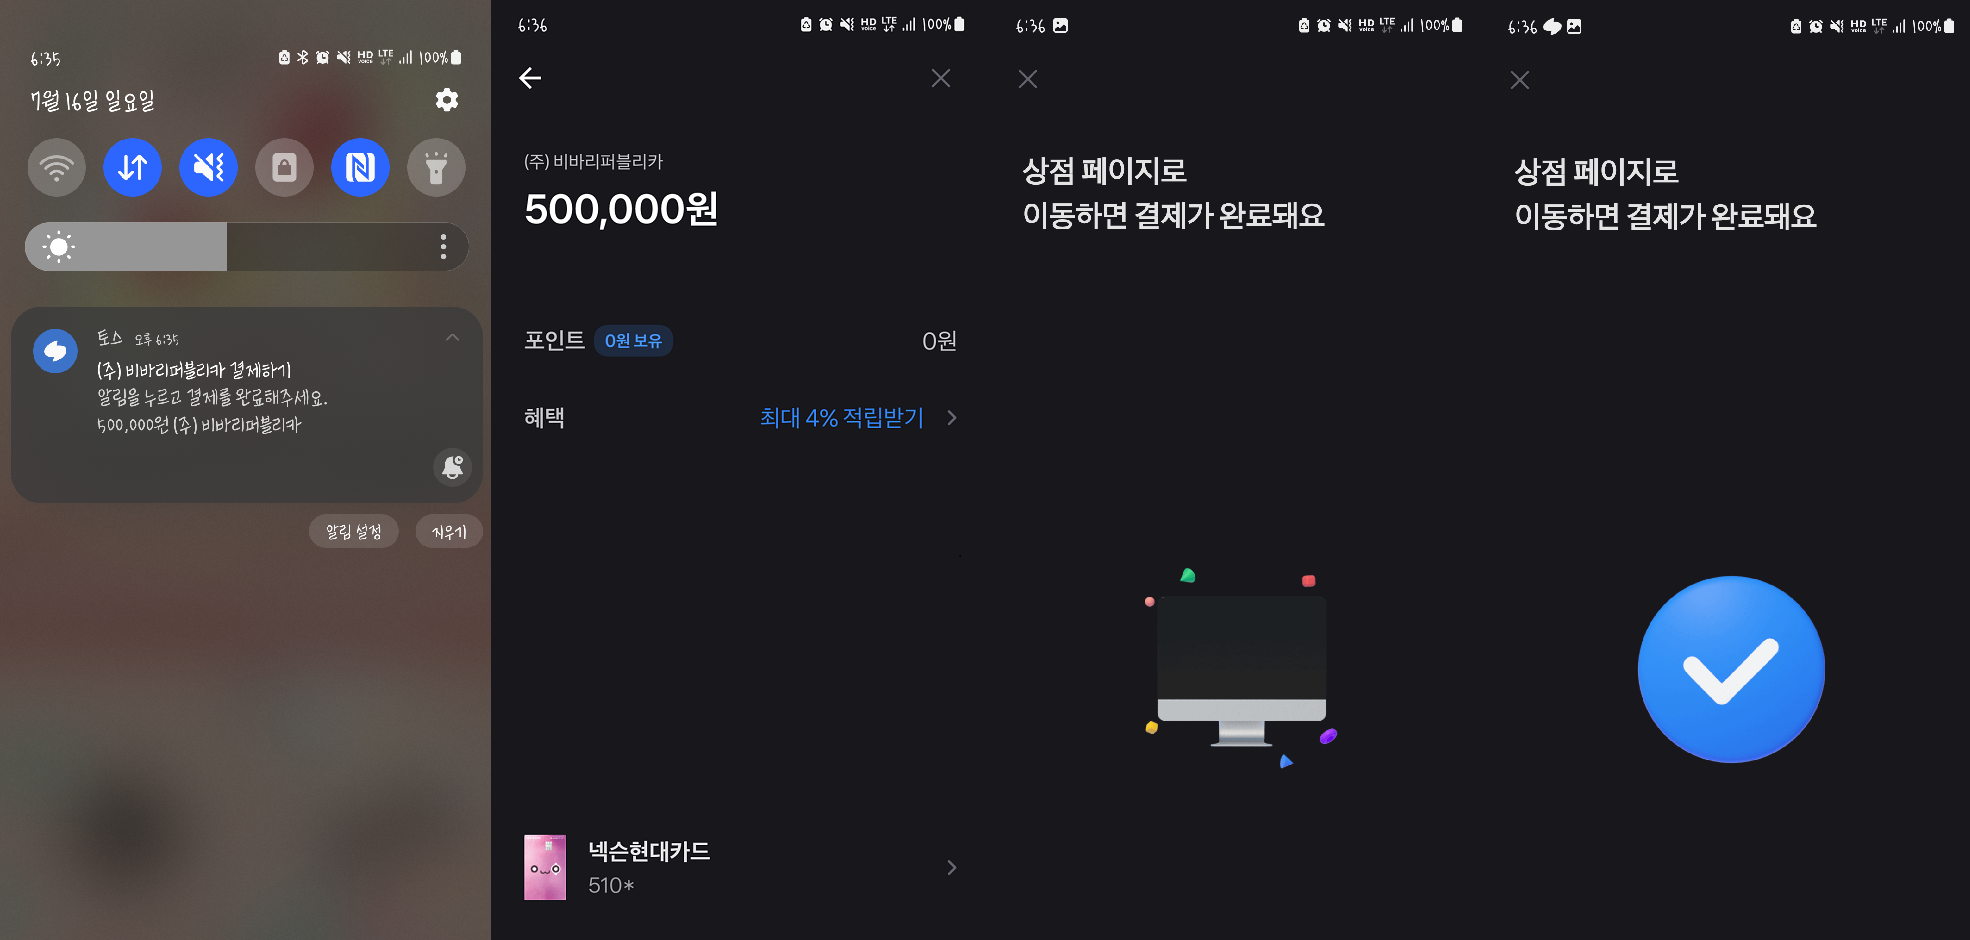 6:35
HD voice LTE 100%
7월 16일 일요일
토스 오후 6:35
(주) 비바리퍼블리카 결제하기
알림을 누르고 결제를 완료해주세요.
500,000원 (주) 비바리퍼블리카
알림 설정 지우기
6:36
HD voice LTE 100%
(주) 비바리퍼블리카
500,000원
포인트 0원 보유 0원
혜택 최대 4% 적립받기
넥슨현대카드
510*
6:36
HD voice LTE 100%
상점 페이지로
이동하면 결제가 완료돼요
6:36
HD voice LTE 100%
상점 페이지로
이동하면 결제가 완료돼요